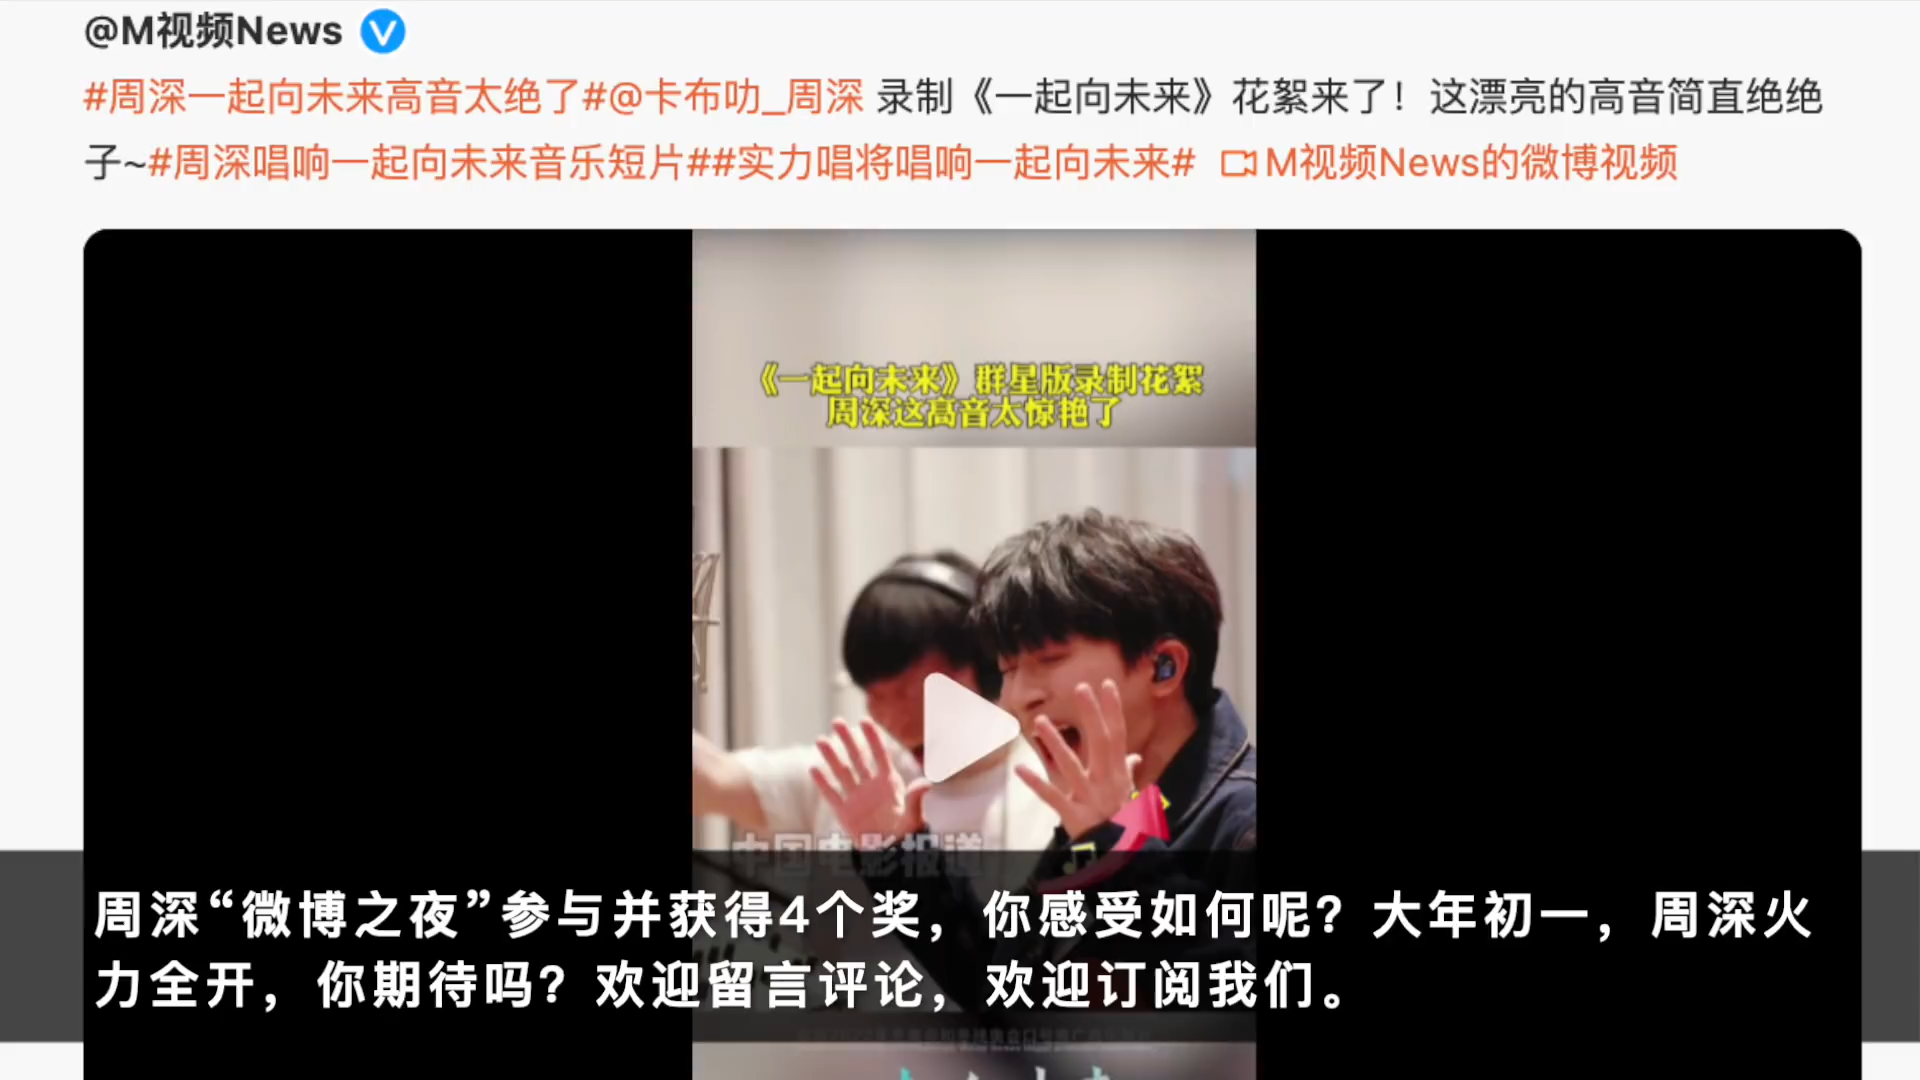 @M视频News
#周深一起向未来高音太绝了#@卡布叻_周深 录制《一起向未来》花絮来了！这漂亮的高音简直绝绝
子~#周深唱响一起向未来音乐短片##实力唱将唱响一起向未来# M视频News的微博视频
《一起向未来》群星版录制花絮
周深这高音太惊艳了
中国电影报道
周深“微博之夜”参与并获得4个奖，你感受如何呢？大年初一，周深火
力全开，你期待吗？欢迎留言评论，欢迎订阅我们。